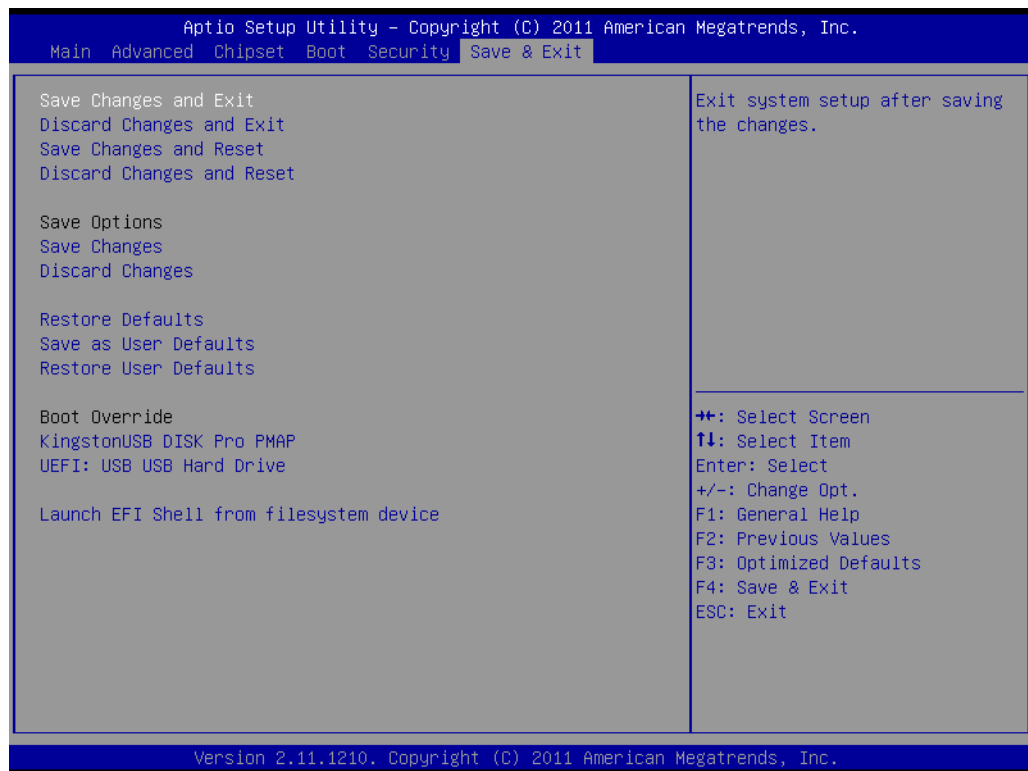 Aptio Setup Utility – Copyright (C) 2011 American Megatrends, Inc.
Main Advanced Chipset Boot Security Save & Exit
Save Changes and Exit
Discard Changes and Exit
Save Changes and Reset
Discard Changes and Reset
Save Options
Save Changes
Discard Changes
Restore Defaults
Save as User Defaults
Restore User Defaults
Boot Override
KingstonUSB DISK Pro PMAP
UEFI: USB USB Hard Drive
Launch EFI Shell from filesystem device
Exit system setup after saving
the changes.
→←: Select Screen
↑↓: Select Item
Enter: Select
+/-: Change Opt.
F1: General Help
F2: Previous Values
F3: Optimized Defaults
F4: Save & Exit
ESC: Exit
Version 2.11.1210. Copyright (C) 2011 American Megatrends, Inc.